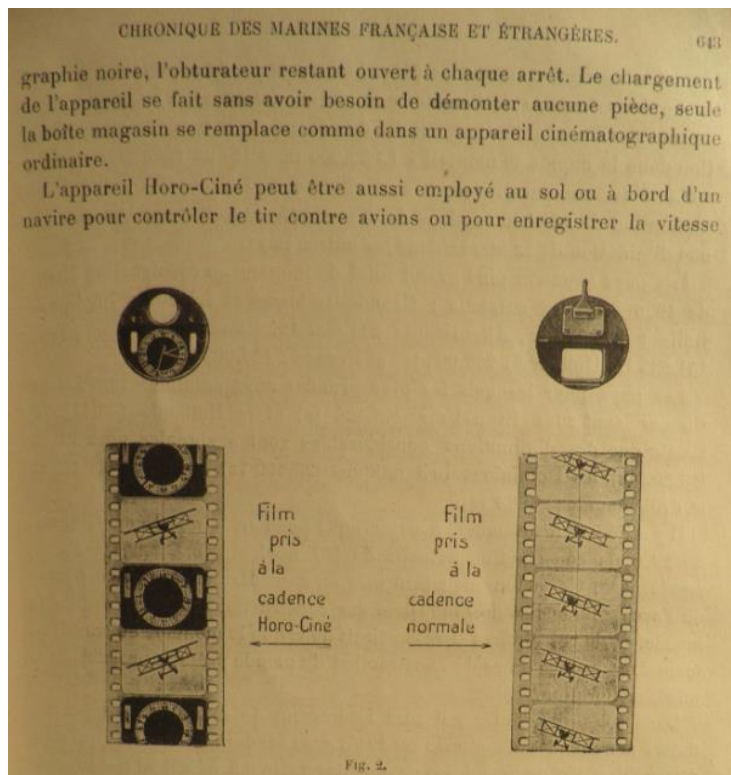 CHRONIQUE DES MARINES FRANÇAISE ET ÉTRANGÈRES. 643
graphie noire, l'obturateur restant ouvert à chaque arrêt. Le chargement
de l'appareil se fait sans avoir besoin de démonter aucune pièce, seule
la boîte magasin se remplace comme dans un appareil cinématographique
ordinaire.
L'appareil Horo-Ciné peut être aussi employé au sol ou à bord d'un
navire pour contrôler le tir contre avions ou pour enregistrer la vitesse
Film
pris
à la
cadence
Horo-Ciné
Film
pris
à la
cadence
normale
Fig. 2.